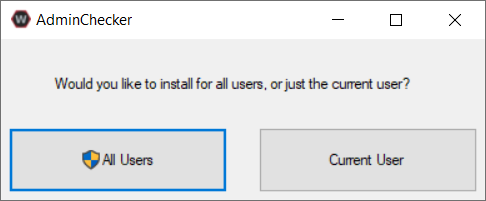 AdminChecker
Would you like to install for all users, or just the current user?
All Users
Current User